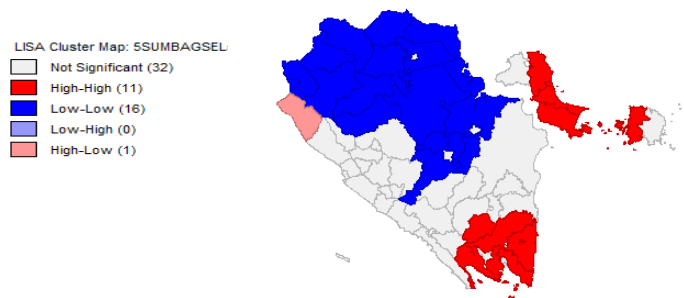 LISA Cluster Map: 5SUMBAGSEL
Not Significant (32)
High-High (11)
Low-Low (16)
Low-High (0)
High-Low (1)